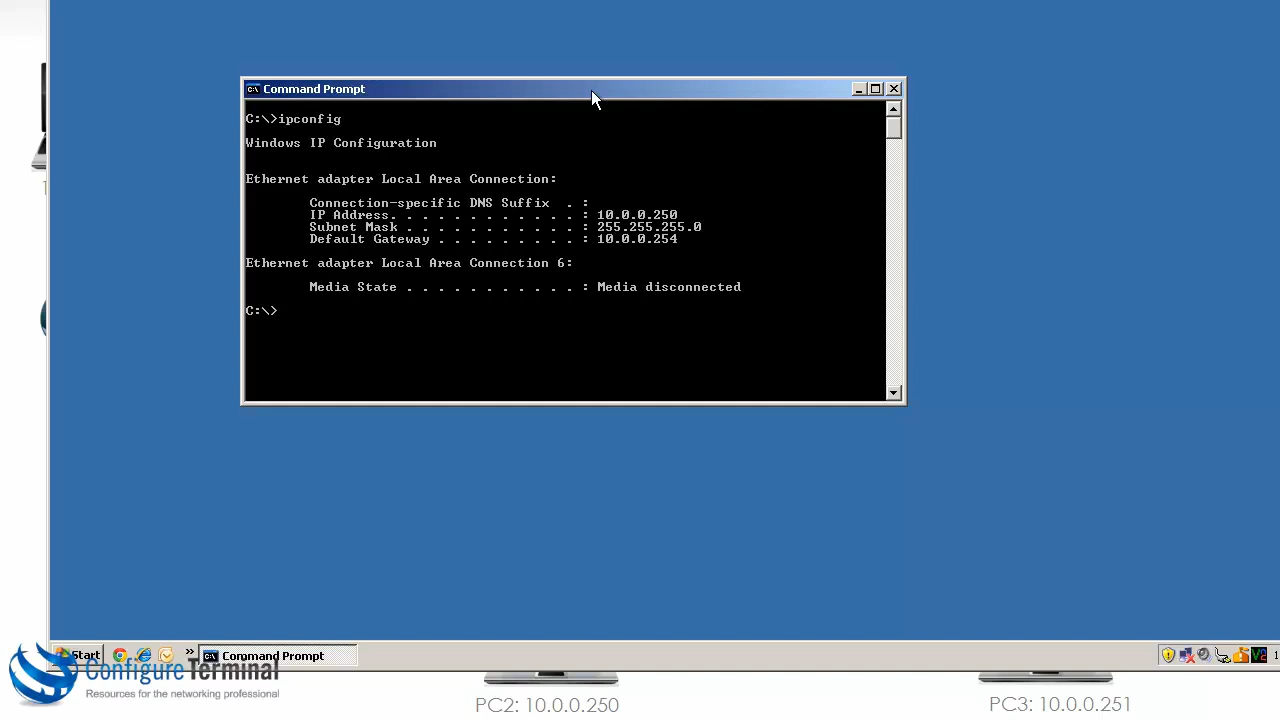 Command Prompt
C:\>ipconfig
Windows IP Configuration
Ethernet adapter Local Area Connection:
Connection-specific DNS Suffix . :
IP Address. . . . . . . . . . . . : 10.0.0.250
Subnet Mask . . . . . . . . . . . : 255.255.255.0
Default Gateway . . . . . . . . . : 10.0.0.254
Ethernet adapter Local Area Connection 6:
Media State . . . . . . . . . . . : Media disconnected
C:\>
Start
Command Prompt
Configure Terminal
Resources for the networking professional
PC2: 10.0.0.250
PC3: 10.0.0.251